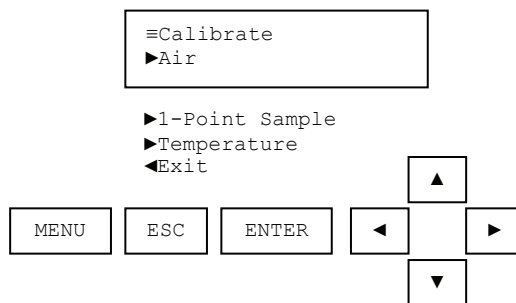 ≡Calibrate
►Air
►1-Point Sample
►Temperature
◄Exit
▲
MENU ESC ENTER ◄ ►
▼